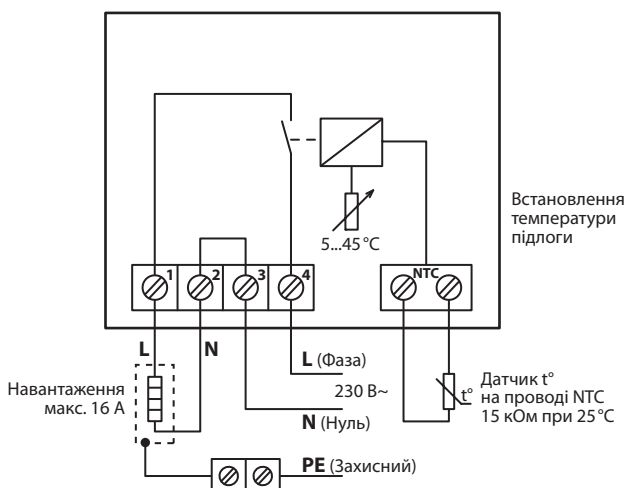 5...45 °C
Встановлення
температури
підлоги
1
2
3
4
NTC
L
N
L (Фаза)
230 В~
N (Нуль)
Навантаження
макс. 16 А
t°
Датчик t°
на проводі NTC
15 кОм при 25 °C
PE (Захисний)